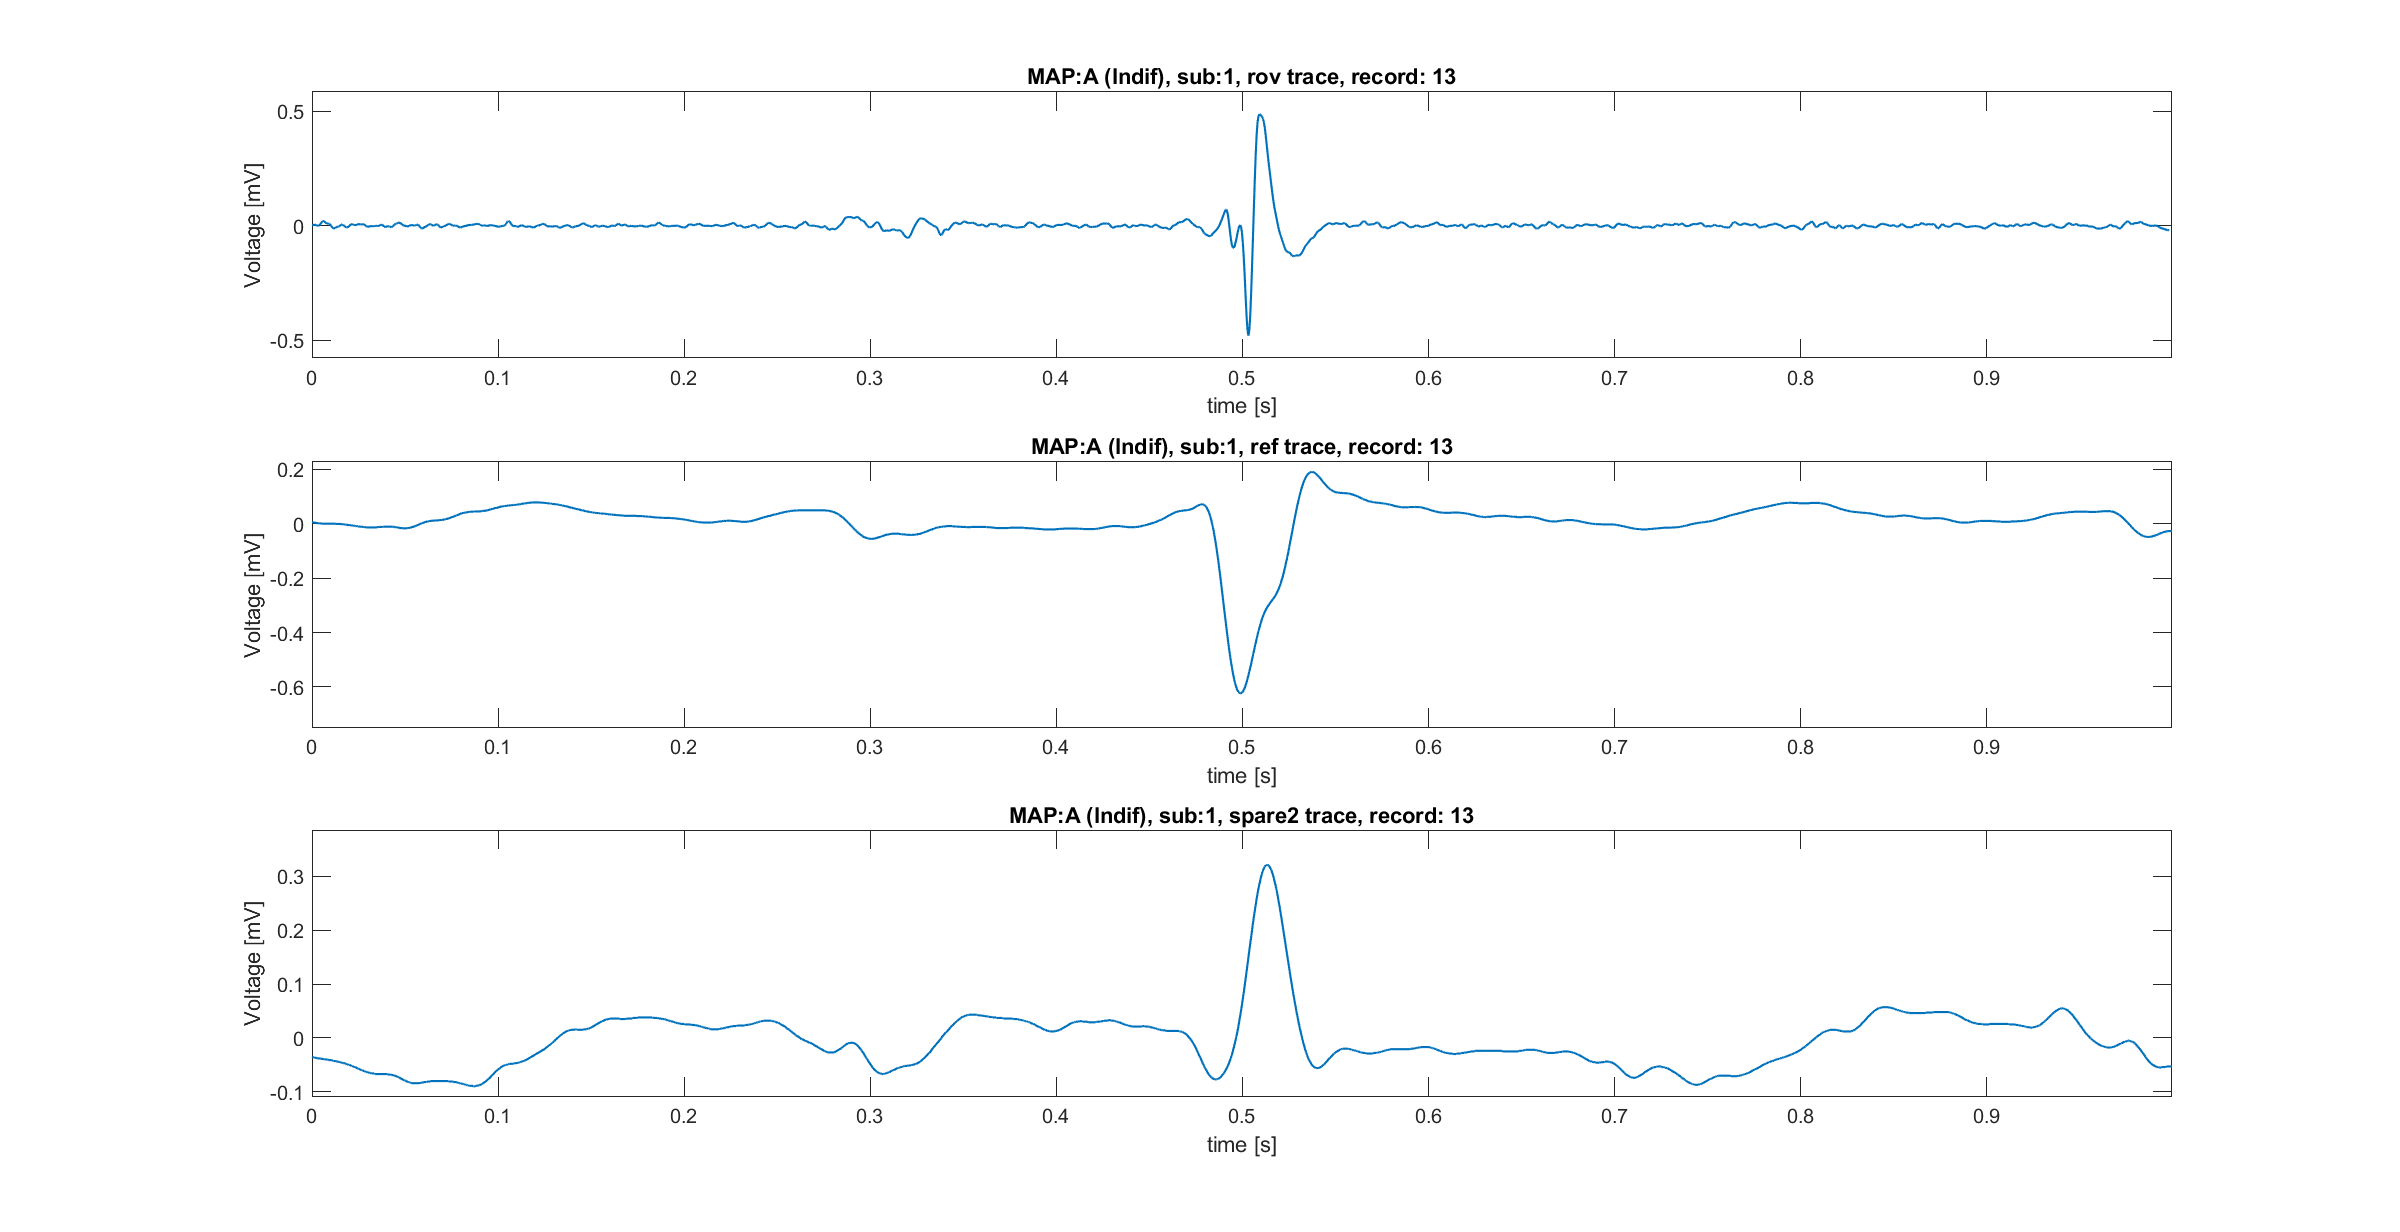 MAP:A (Indif), sub:1, rov trace, record: 13
Voltage [mV]
0.5
0
-0.5
0 0.1 0.2 0.3 0.4 0.5 0.6 0.7 0.8 0.9
time [s]
MAP:A (Indif), sub:1, ref trace, record: 13
Voltage [mV]
0.2
0
-0.2
-0.4
-0.6
0 0.1 0.2 0.3 0.4 0.5 0.6 0.7 0.8 0.9
time [s]
MAP:A (Indif), sub:1, spare2 trace, record: 13
Voltage [mV]
0.3
0.2
0.1
0
-0.1
0 0.1 0.2 0.3 0.4 0.5 0.6 0.7 0.8 0.9
time [s]